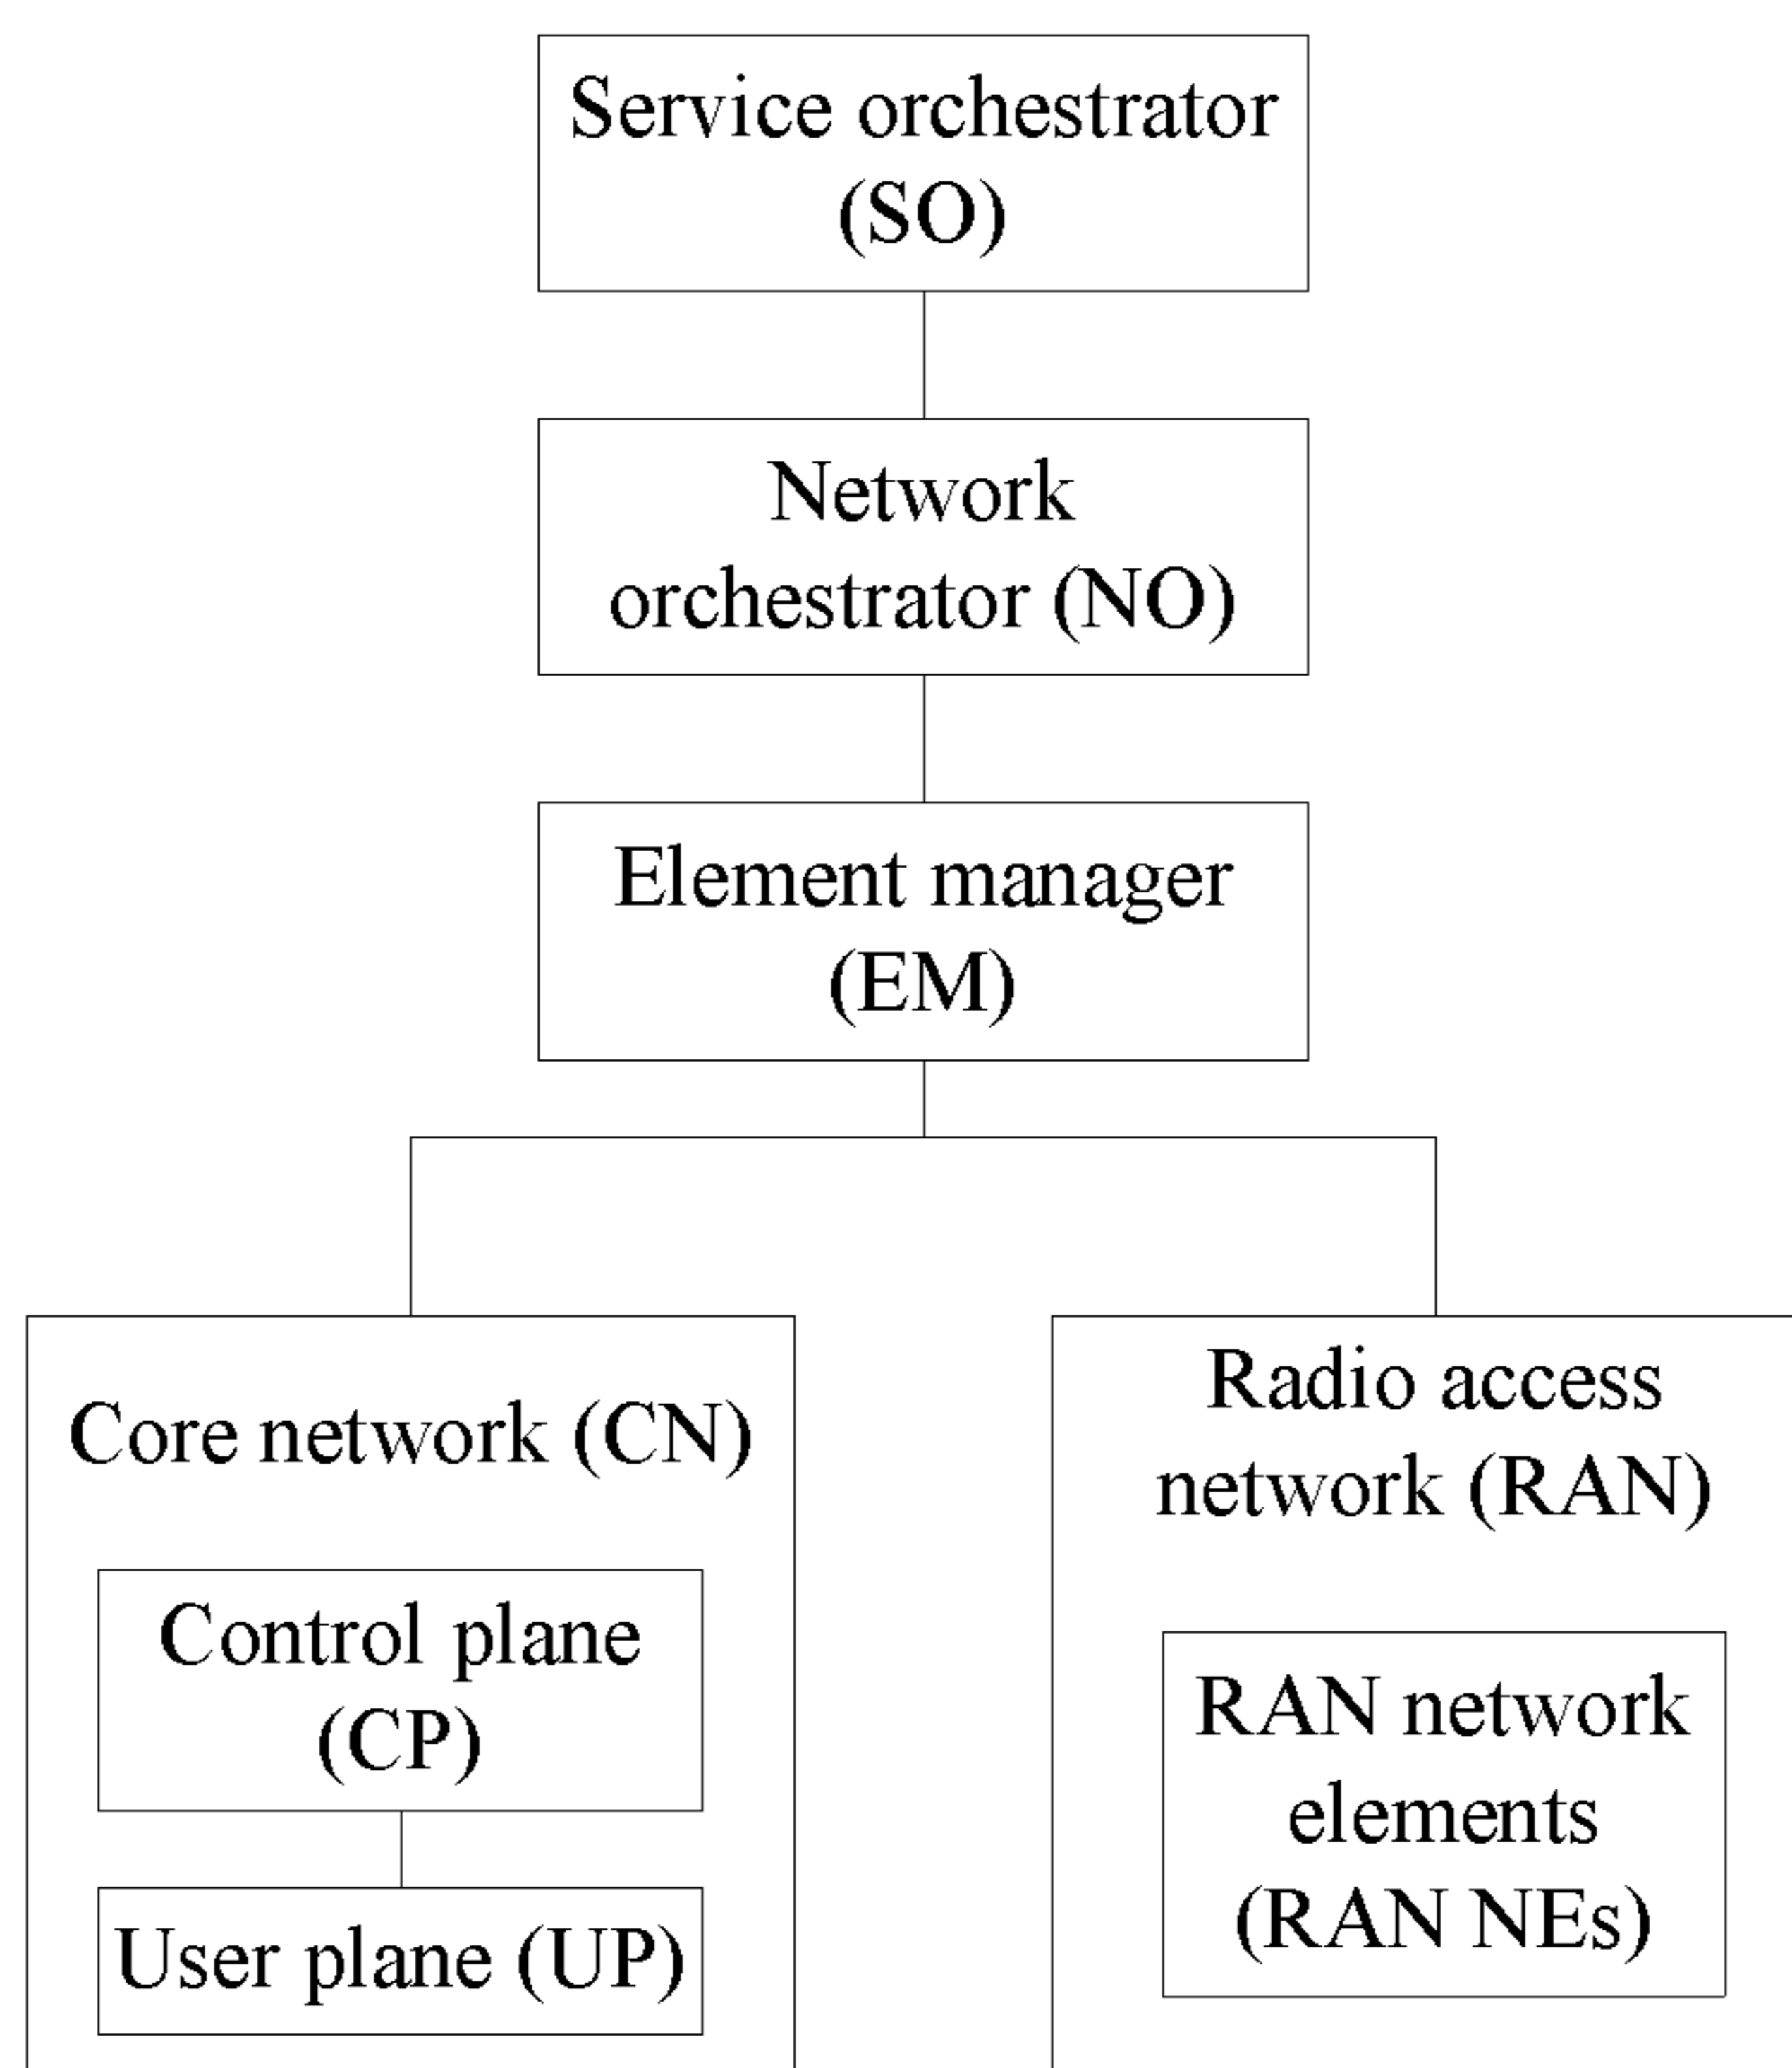 Service orchestrator
(SO)
Network
orchestrator (NO)
Element manager
(EM)
Core network (CN)
Control plane
(CP)
User plane (UP)
Radio access
network (RAN)
RAN network
elements
(RAN NEs)